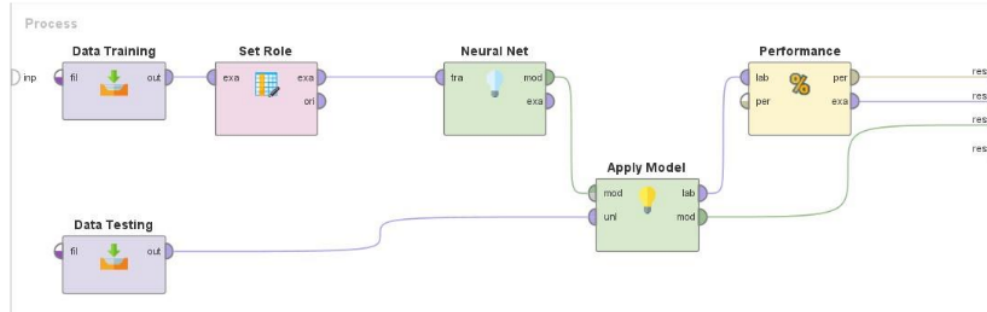 Process
Data Training
Set Role
Neural Net
Performance
inp
fil
out
exa
exa
ori
tra
mod
exa
lab
per
per
exa
res
res
res
res
Apply Model
mod
lab
uni
mod
Data Testing
fil
out